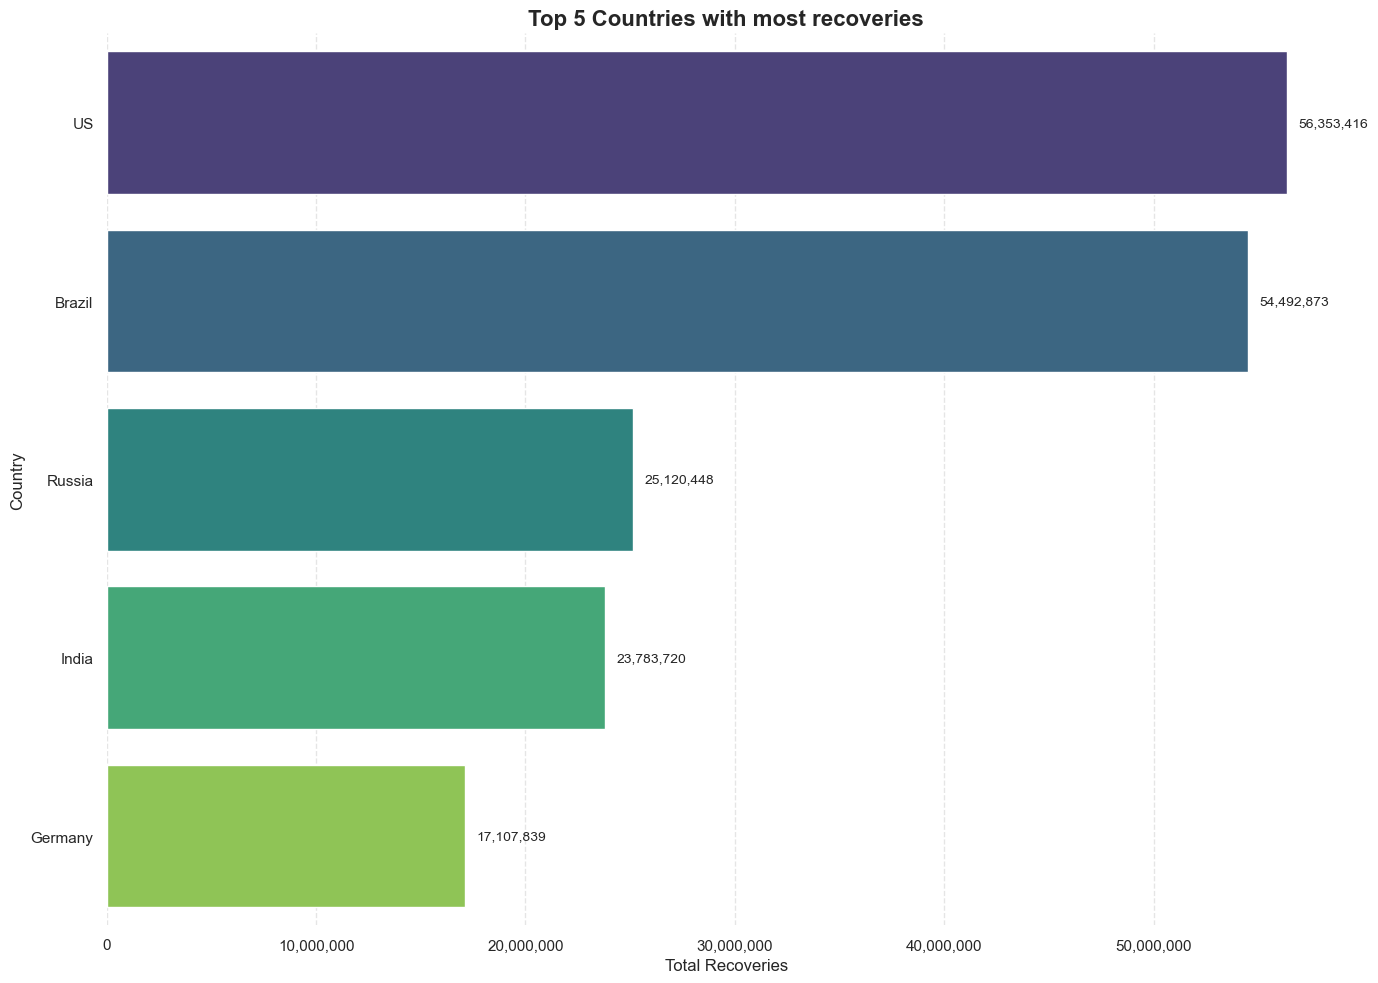 Top 5 Countries with most recoveries
US
56,353,416
Brazil
54,492,873
Russia
25,120,448
India
23,783,720
Germany
17,107,839
Country
0
10,000,000
20,000,000
30,000,000
40,000,000
50,000,000
Total Recoveries